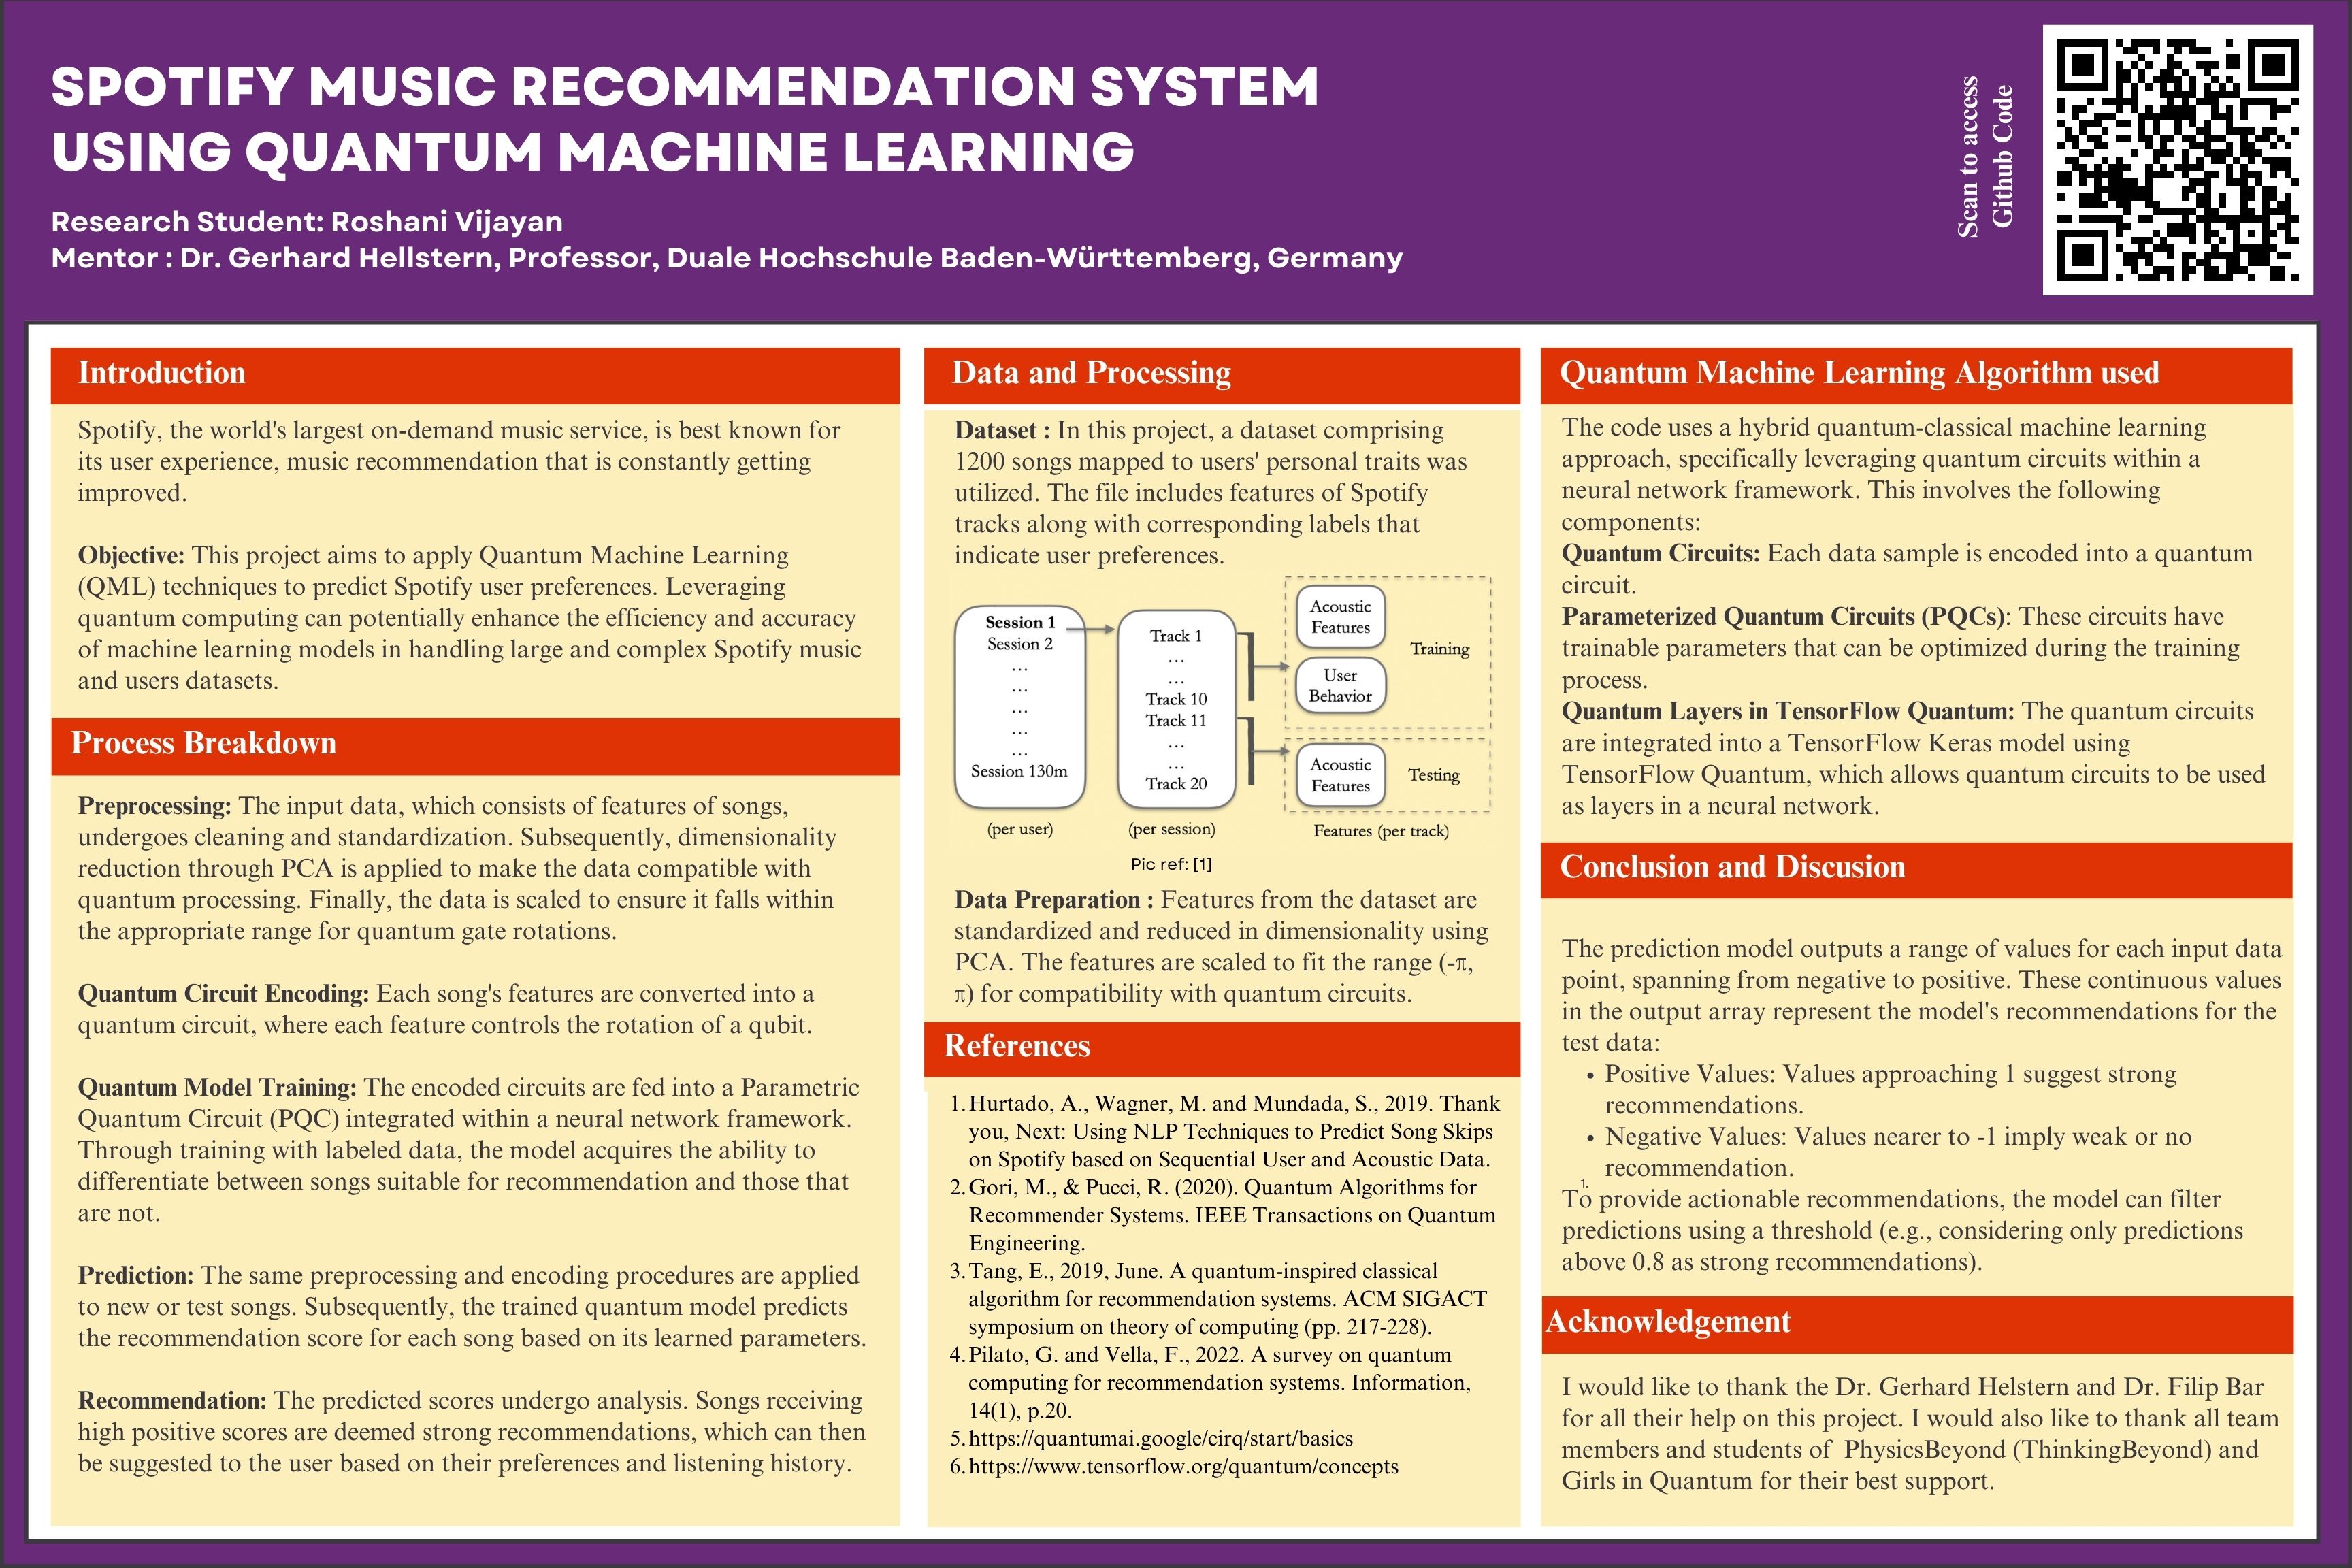 SPOTIFY MUSIC RECOMMENDATION SYSTEM
USING QUANTUM MACHINE LEARNING
Research Student: Roshani Vijayan
Mentor : Dr. Gerhard Hellstern, Professor, Duale Hochschule Baden-Württemberg, Germany
Scan to access
Github Code
Introduction
Spotify, the world's largest on-demand music service, is best known for
its user experience, music recommendation that is constantly getting
improved.
Objective: This project aims to apply Quantum Machine Learning
(QML) techniques to predict Spotify user preferences. Leveraging
quantum computing can potentially enhance the efficiency and accuracy
of machine learning models in handling large and complex Spotify music
and users datasets.
Process Breakdown
Preprocessing: The input data, which consists of features of songs,
undergoes cleaning and standardization. Subsequently, dimensionality
reduction through PCA is applied to make the data compatible with
quantum processing. Finally, the data is scaled to ensure it falls within
the appropriate range for quantum gate rotations.
Quantum Circuit Encoding: Each song's features are converted into a
quantum circuit, where each feature controls the rotation of a qubit.
Quantum Model Training: The encoded circuits are fed into a Parametric
Quantum Circuit (PQC) integrated within a neural network framework.
Through training with labeled data, the model acquires the ability to
differentiate between songs suitable for recommendation and those that
are not.
Prediction: The same preprocessing and encoding procedures are applied
to new or test songs. Subsequently, the trained quantum model predicts
the recommendation score for each song based on its learned parameters.
Recommendation: The predicted scores undergo analysis. Songs receiving
high positive scores are deemed strong recommendations, which can then
be suggested to the user based on their preferences and listening history.
Data and Processing
Dataset : In this project, a dataset comprising
1200 songs mapped to users' personal traits was
utilized. The file includes features of Spotify
tracks along with corresponding labels that
indicate user preferences.
Session 1
Session 2
...
...
...
...
...
Session 130m
(per user)
Track 1
...
...
Track 10
Track 11
...
...
Track 20
(per session)
Acoustic
Features
User
Behavior
Training
Acoustic
Features
Testing
Features (per track)
Pic ref: [1]
Data Preparation : Features from the dataset are
standardized and reduced in dimensionality using
PCA. The features are scaled to fit the range (-π,
π) for compatibility with quantum circuits.
References
1. Hurtado, A., Wagner, M. and Mundada, S., 2019. Thank
you, Next: Using NLP Techniques to Predict Song Skips
on Spotify based on Sequential User and Acoustic Data.
2. Gori, M., & Pucci, R. (2020). Quantum Algorithms for
Recommender Systems. IEEE Transactions on Quantum
Engineering.
3. Tang, E., 2019, June. A quantum-inspired classical
algorithm for recommendation systems. ACM SIGACT
symposium on theory of computing (pp. 217-228).
4. Pilato, G. and Vella, F., 2022. A survey on quantum
computing for recommendation systems. Information,
14(1), p.20.
5. https://quantumai.google/cirq/start/basics
6. https://www.tensorflow.org/quantum/concepts
Quantum Machine Learning Algorithm used
The code uses a hybrid quantum-classical machine learning
approach, specifically leveraging quantum circuits within a
neural network framework. This involves the following
components:
Quantum Circuits: Each data sample is encoded into a quantum
circuit.
Parameterized Quantum Circuits (PQCs): These circuits have
trainable parameters that can be optimized during the training
process.
Quantum Layers in TensorFlow Quantum: The quantum circuits
are integrated into a TensorFlow Keras model using
TensorFlow Quantum, which allows quantum circuits to be used
as layers in a neural network.
Conclusion and Discusion
The prediction model outputs a range of values for each input data
point, spanning from negative to positive. These continuous values
in the output array represent the model's recommendations for the
test data:
• Positive Values: Values approaching 1 suggest strong
recommendations.
• Negative Values: Values nearer to -1 imply weak or no
recommendation.
1.
To provide actionable recommendations, the model can filter
predictions using a threshold (e.g., considering only predictions
above 0.8 as strong recommendations).
Acknowledgement
I would like to thank the Dr. Gerhard Helstern and Dr. Filip Bar
for all their help on this project. I would also like to thank all team
members and students of PhysicsBeyond (ThinkingBeyond) and
Girls in Quantum for their best support.